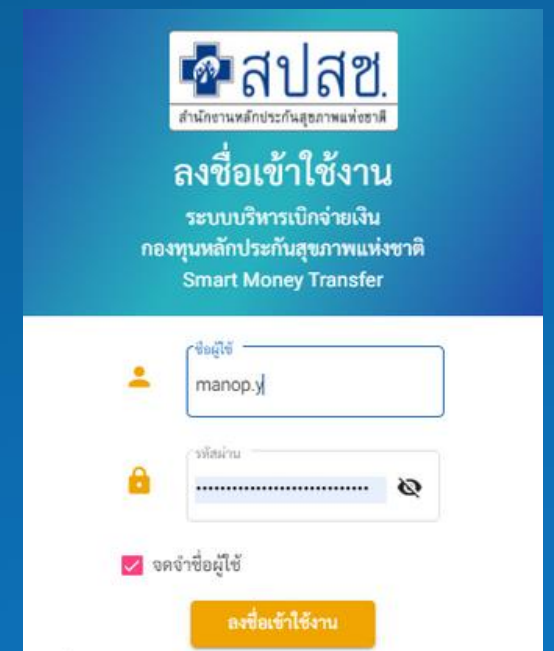 สปสช.
สำนักงานหลักประกันสุขภาพแห่งชาติ
ลงชื่อเข้าใช้งาน
ระบบบริหารเบิกจ่ายเงิน
กองทุนหลักประกันสุขภาพแห่งชาติ
Smart Money Transfer
ชื่อผู้ใช้
manop.y
รหัสผ่าน
จดจำชื่อผู้ใช้
ลงชื่อเข้าใช้งาน